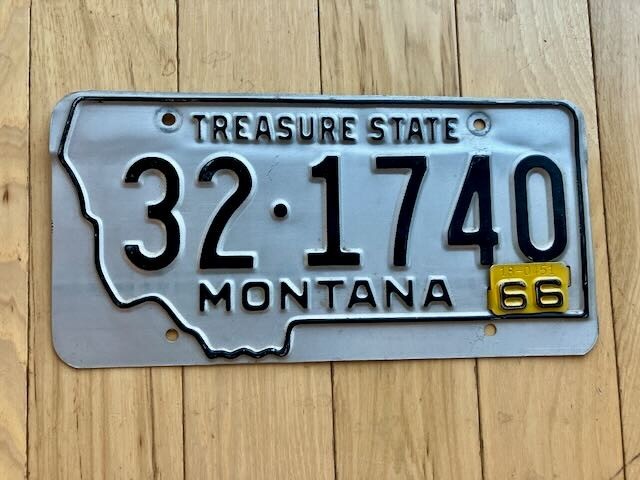 TREASURE STATE
32·1740
MONTANA
66